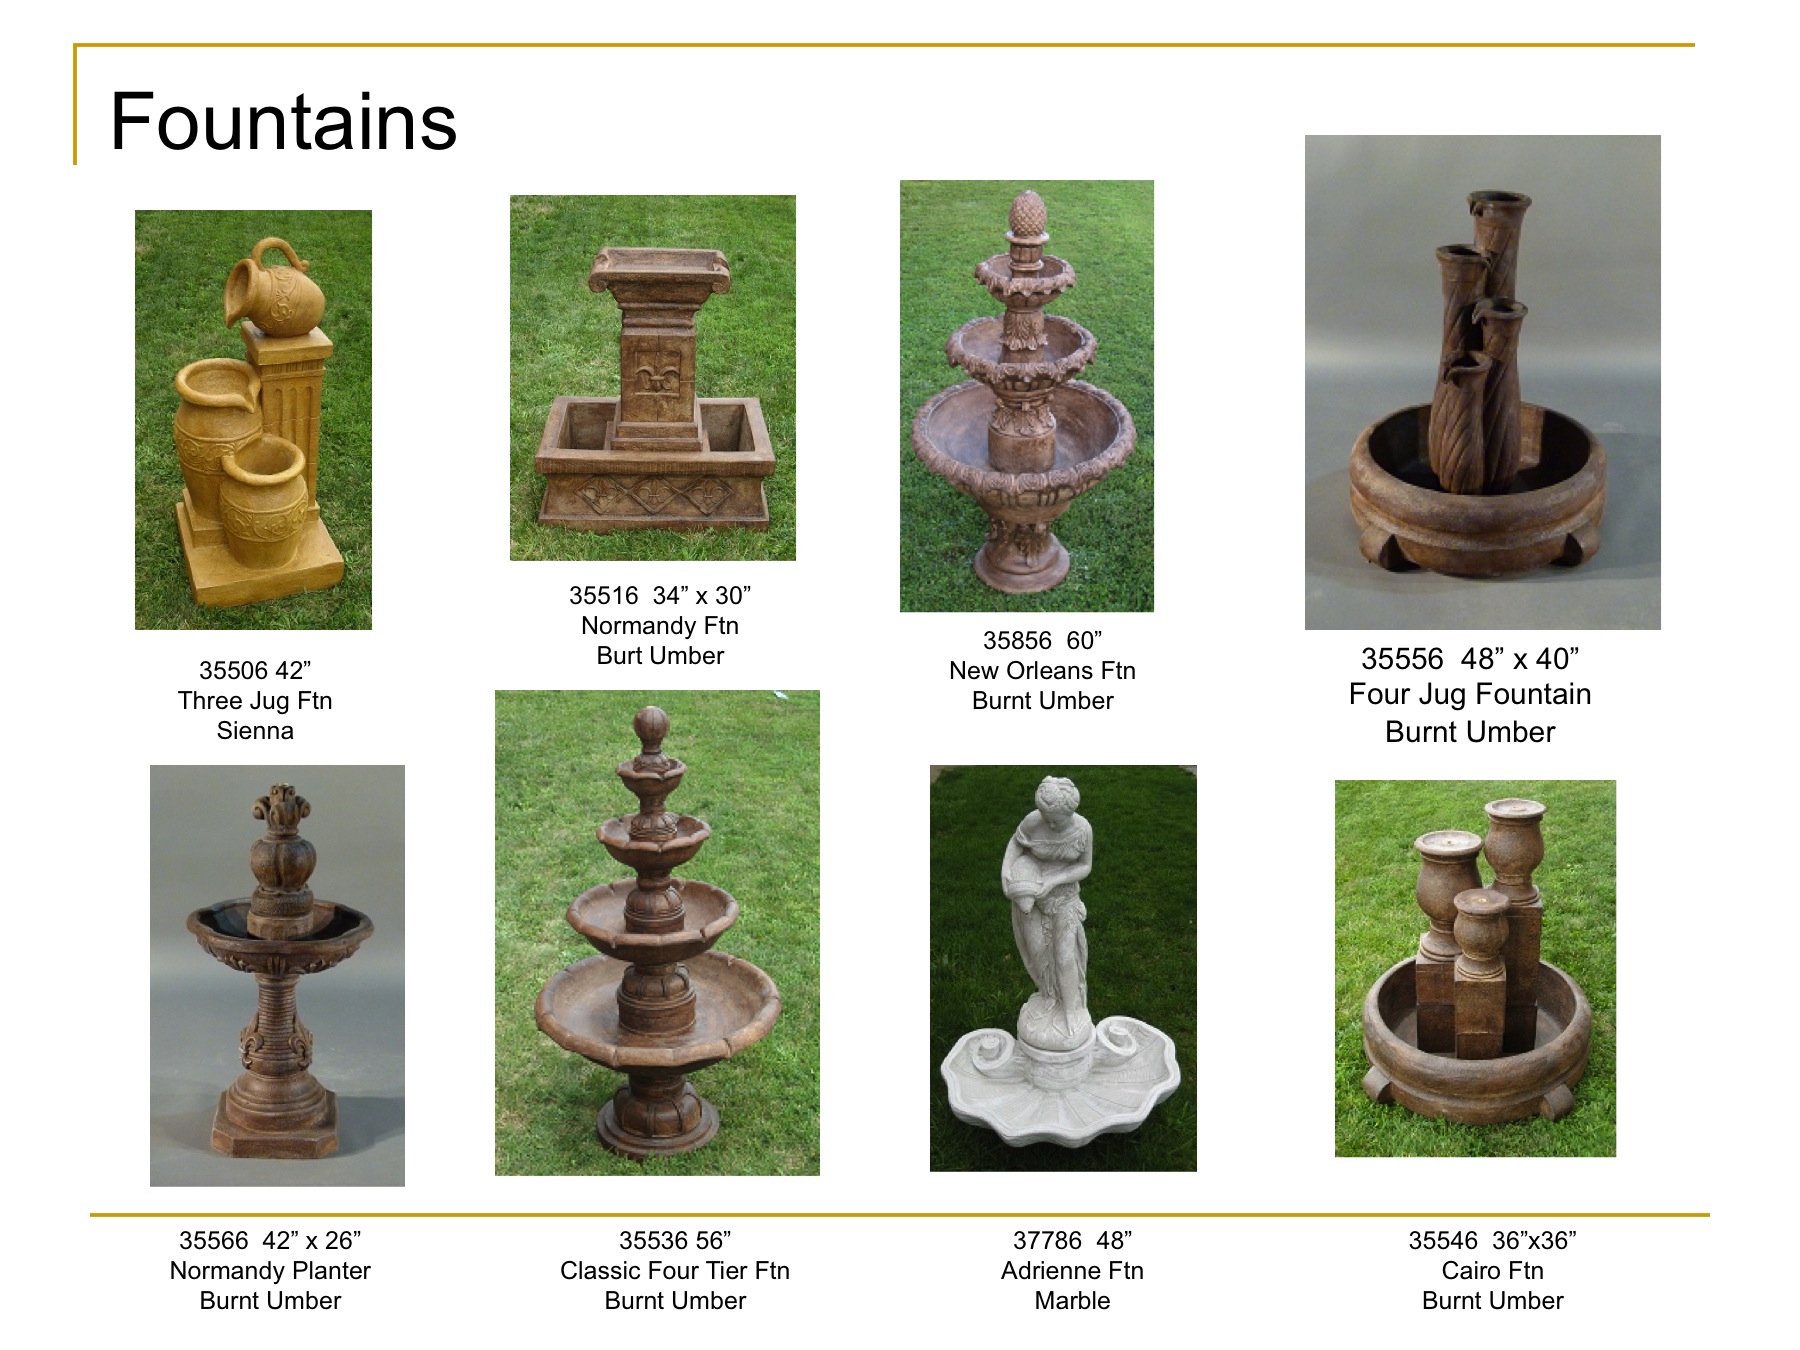 Fountains
35506 42”
Three Jug Ftn
Sienna
35516  34” x 30”
Normandy Ftn
Burt Umber
35856  60”
New Orleans Ftn
Burnt Umber
35556  48” x 40”
Four Jug Fountain
Burnt Umber
35566  42” x 26”
Normandy Planter
Burnt Umber
35536 56”
Classic Four Tier Ftn
Burnt Umber
37786  48”
Adrienne Ftn
Marble
35546  36”x36”
Cairo Ftn
Burnt Umber